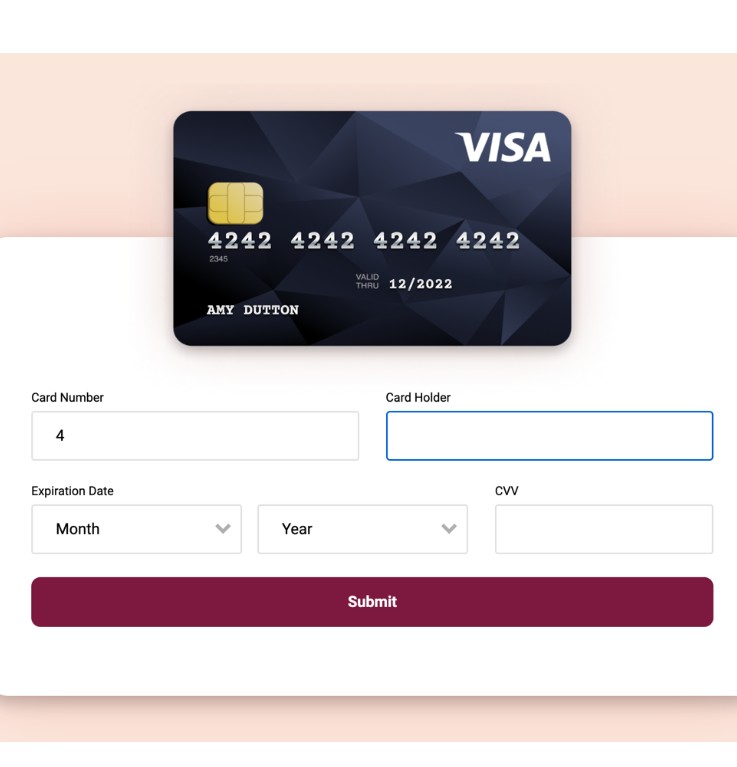 VISA
4242 4242 4242 4242
2345
VALID
THRU 12/2022
AMY DUTTON
Card Number
Card Holder
4
Expiration Date
CVV
Month
Year
Submit